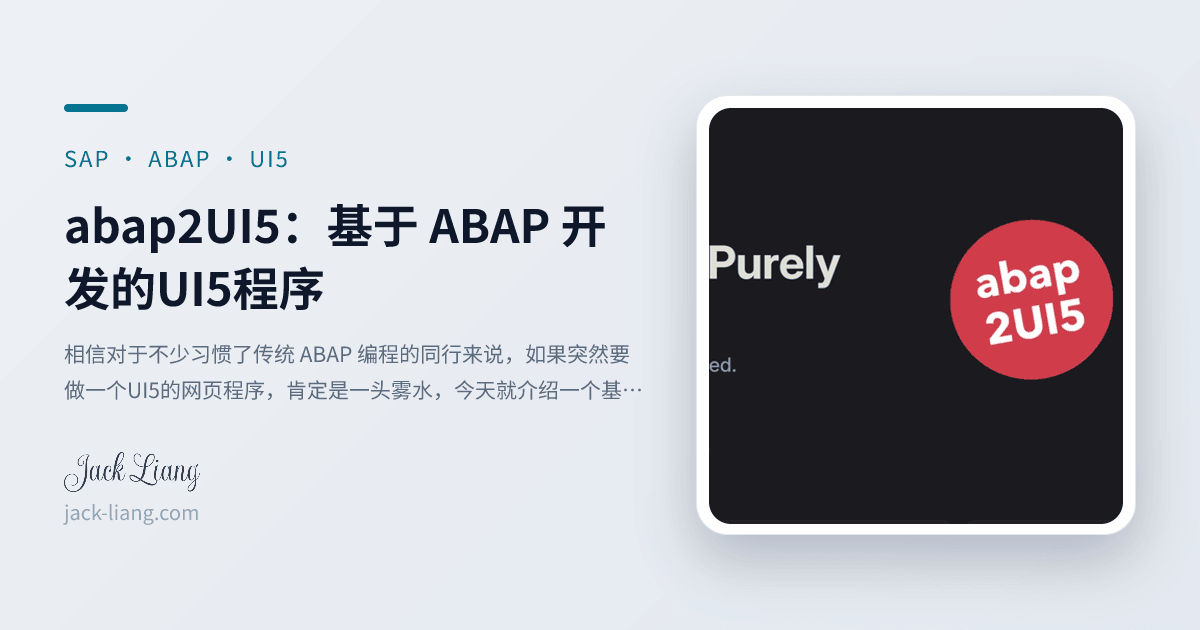 SAP • ABAP • UI5
abap2UI5：基于 ABAP 开
发的UI5程序
相信对于不少习惯了传统 ABAP 编程的同行来说，如果突然要
做一个UI5的网页程序，肯定是一头雾水，今天就介绍一个基…
Jack Liang
jack-liang.com
Purely
ed.
abap
2UI5